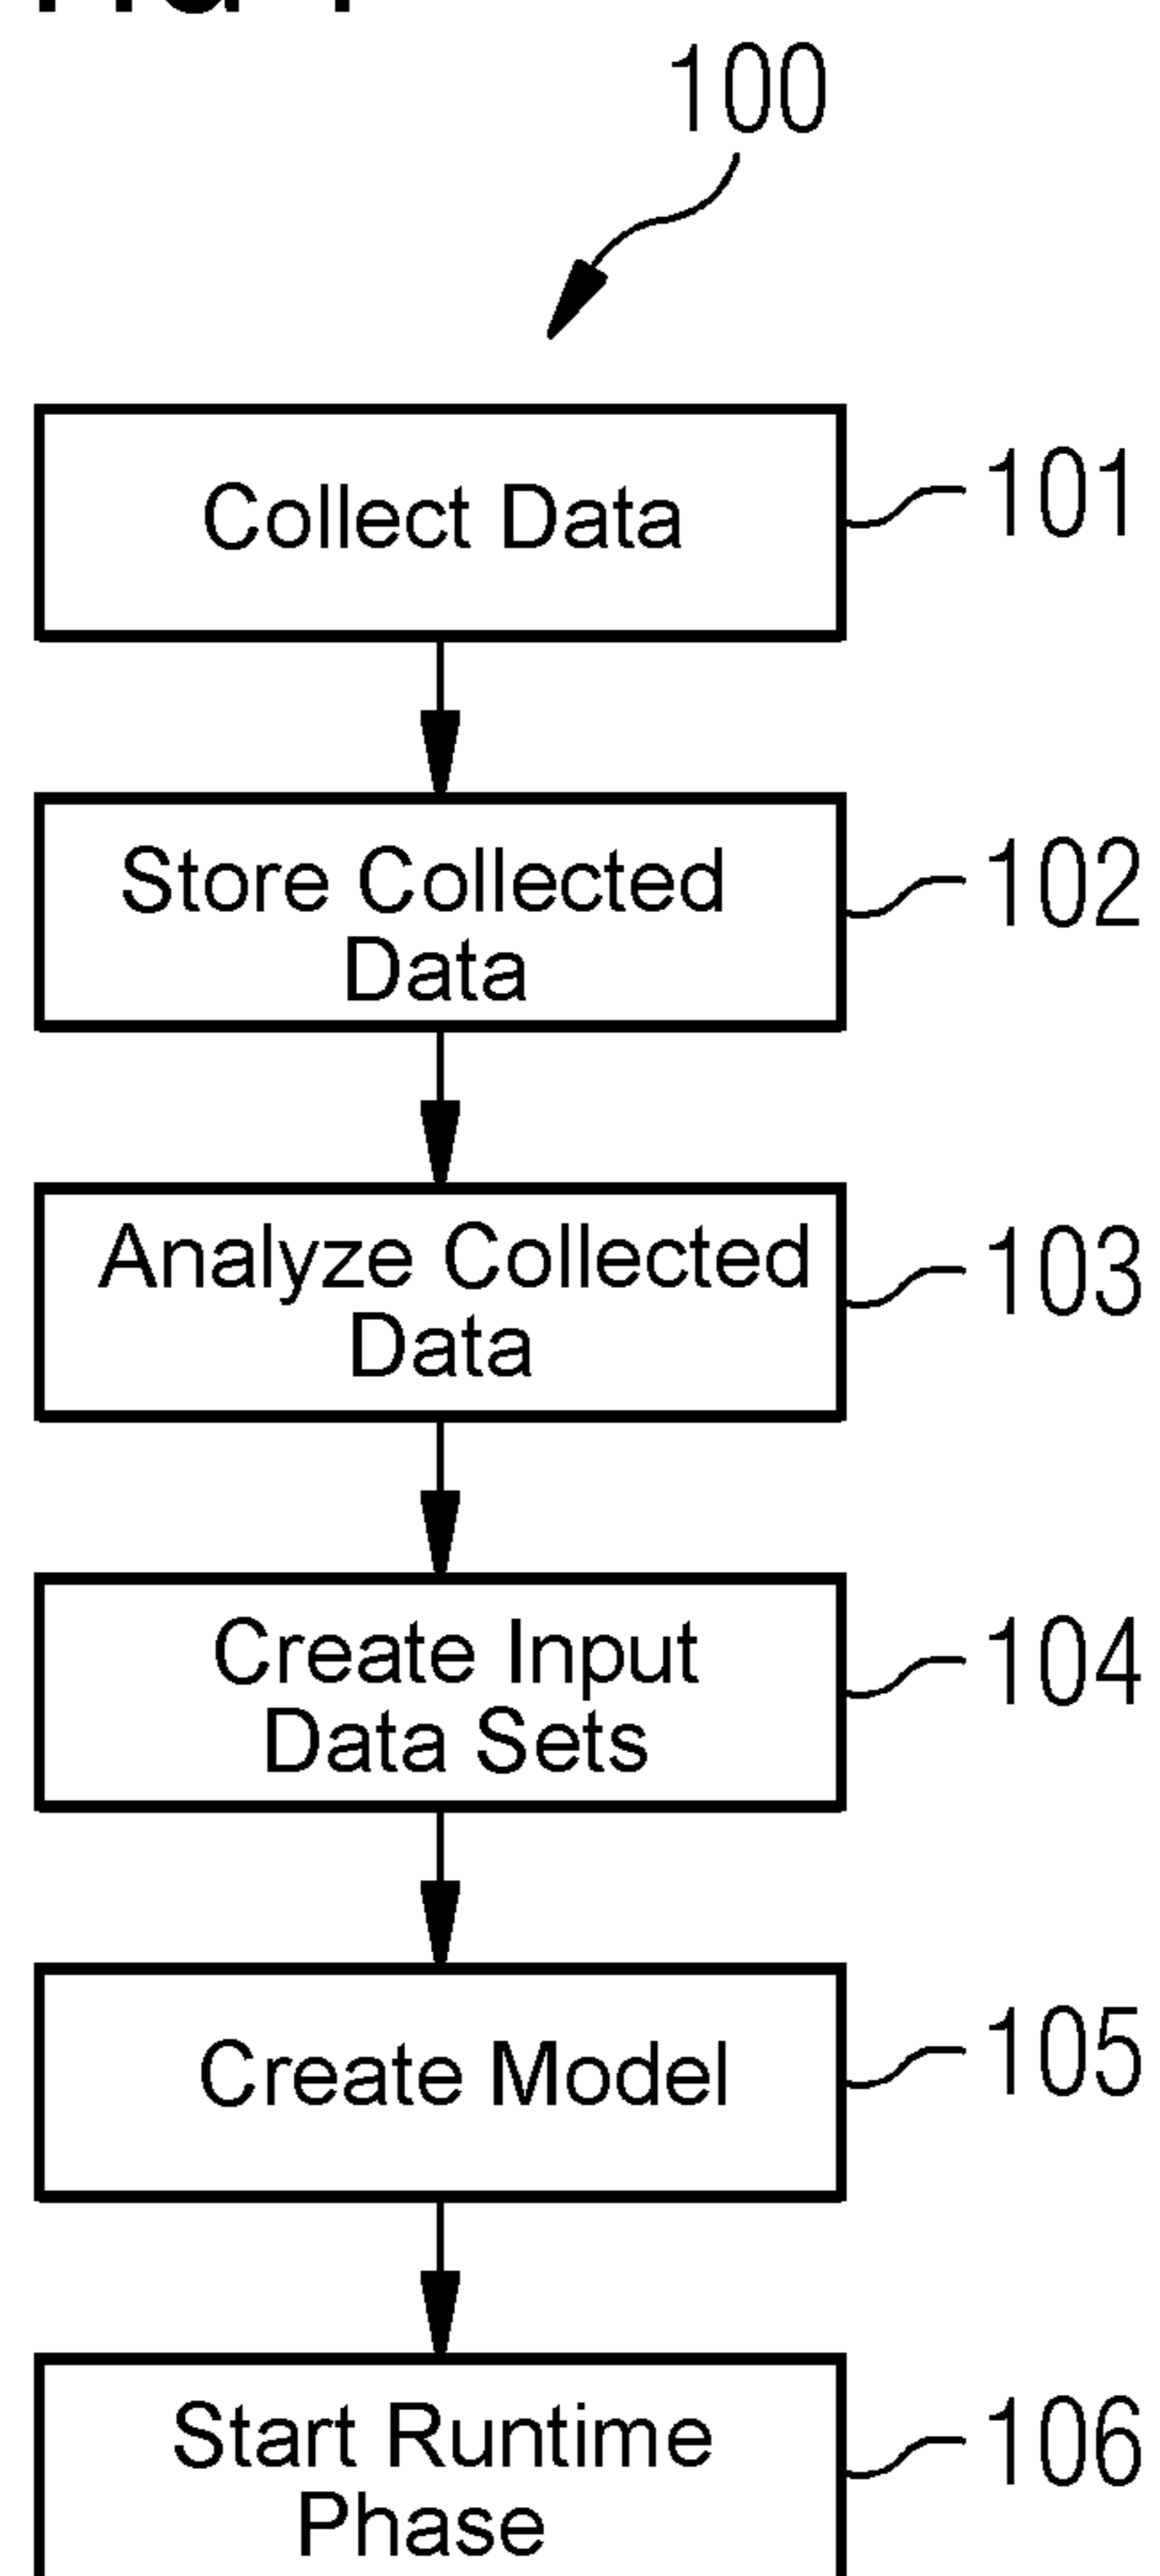 100
Collect Data
101
Store Collected
Data
102
Analyze Collected
Data
103
Create Input
Data Sets
104
Create Model
105
Start Runtime
Phase
106